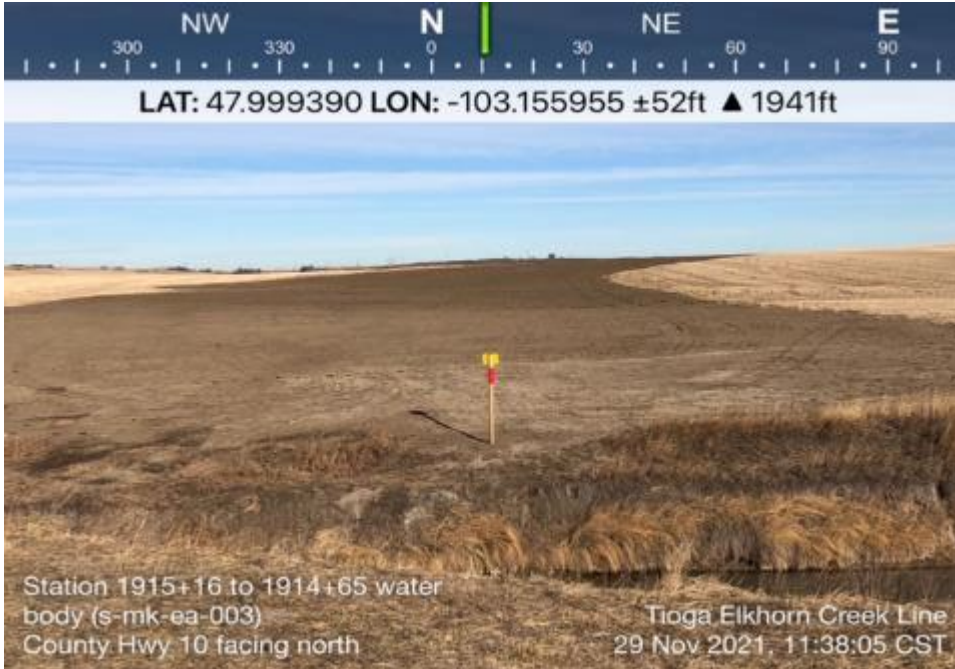 NW N NE E
300 330 0 30 60 90
LAT: 47.999390 LON: -103.155955 ±52ft ▲ 1941ft
Station 1915+16 to 1914+65 water
body (s-mk-ea-003)
County Hwy 10 facing north
Tioga Elkhorn Creek Line
29 Nov 2021, 11:38:05 CST